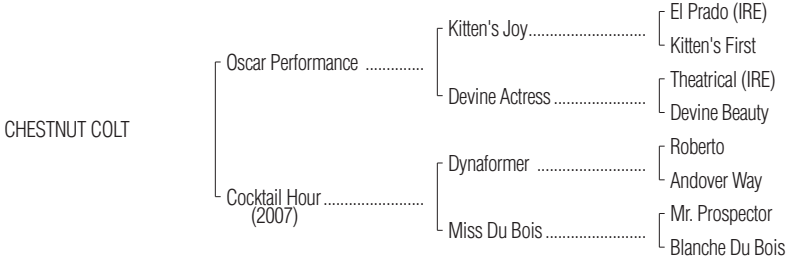 El Prado (IRE)
Kitten's Joy..........................
Kitten's First
Oscar Performance .............
Theatrical (IRE)
Devine Actress .....................
Devine Beauty
CHESTNUT COLT
Roberto
Dynaformer ........................
Andover Way
Cocktail Hour.......................
(2007)
Mr. Prospector
Miss Du Bois.......................
Blanche Du Bois